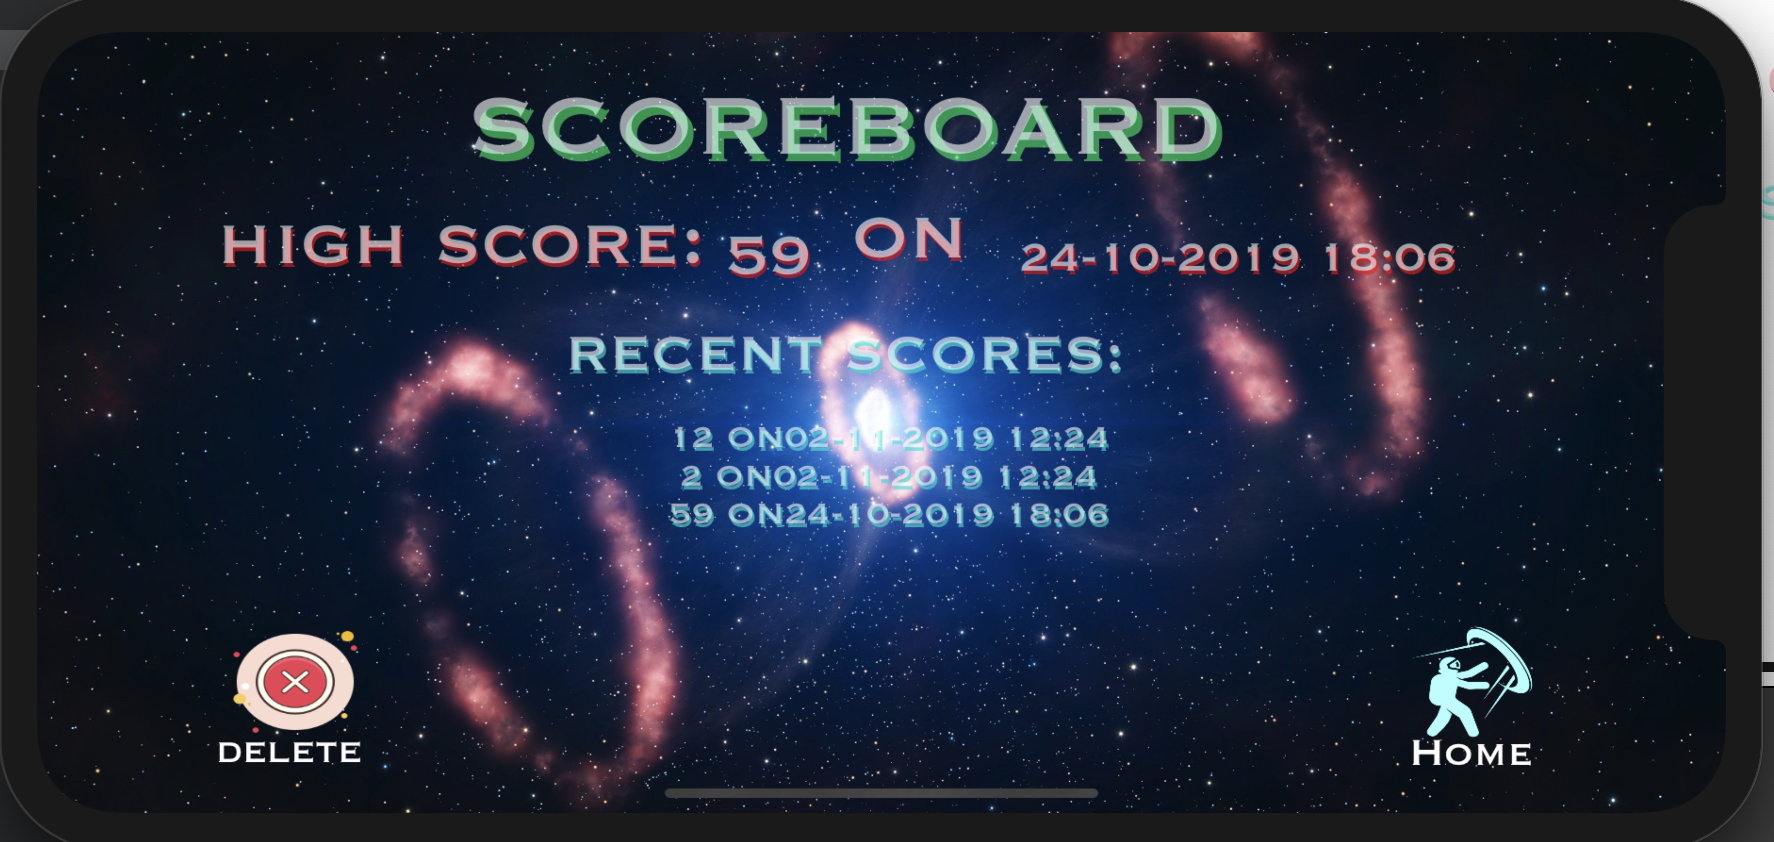 SCOREBOARD
HIGH SCORE: 59 ON 24-10-2019 18:06
RECENT SCORES:
12 ON02-11-2019 12:24
2 ON02-11-2019 12:24
59 ON24-10-2019 18:06
DELETE
HOME